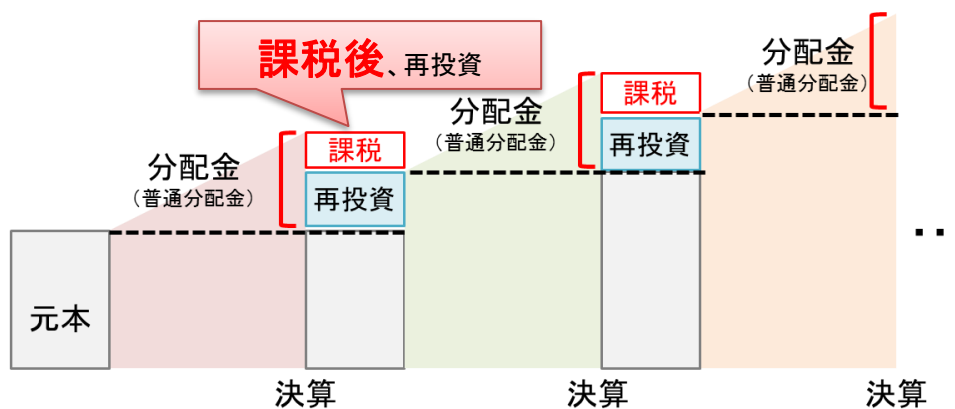 課税後、再投資
元本
分配金
（普通分配金）
課税
再投資
決算
分配金
（普通分配金）
課税
再投資
決算
分配金
（普通分配金）
決算
‥